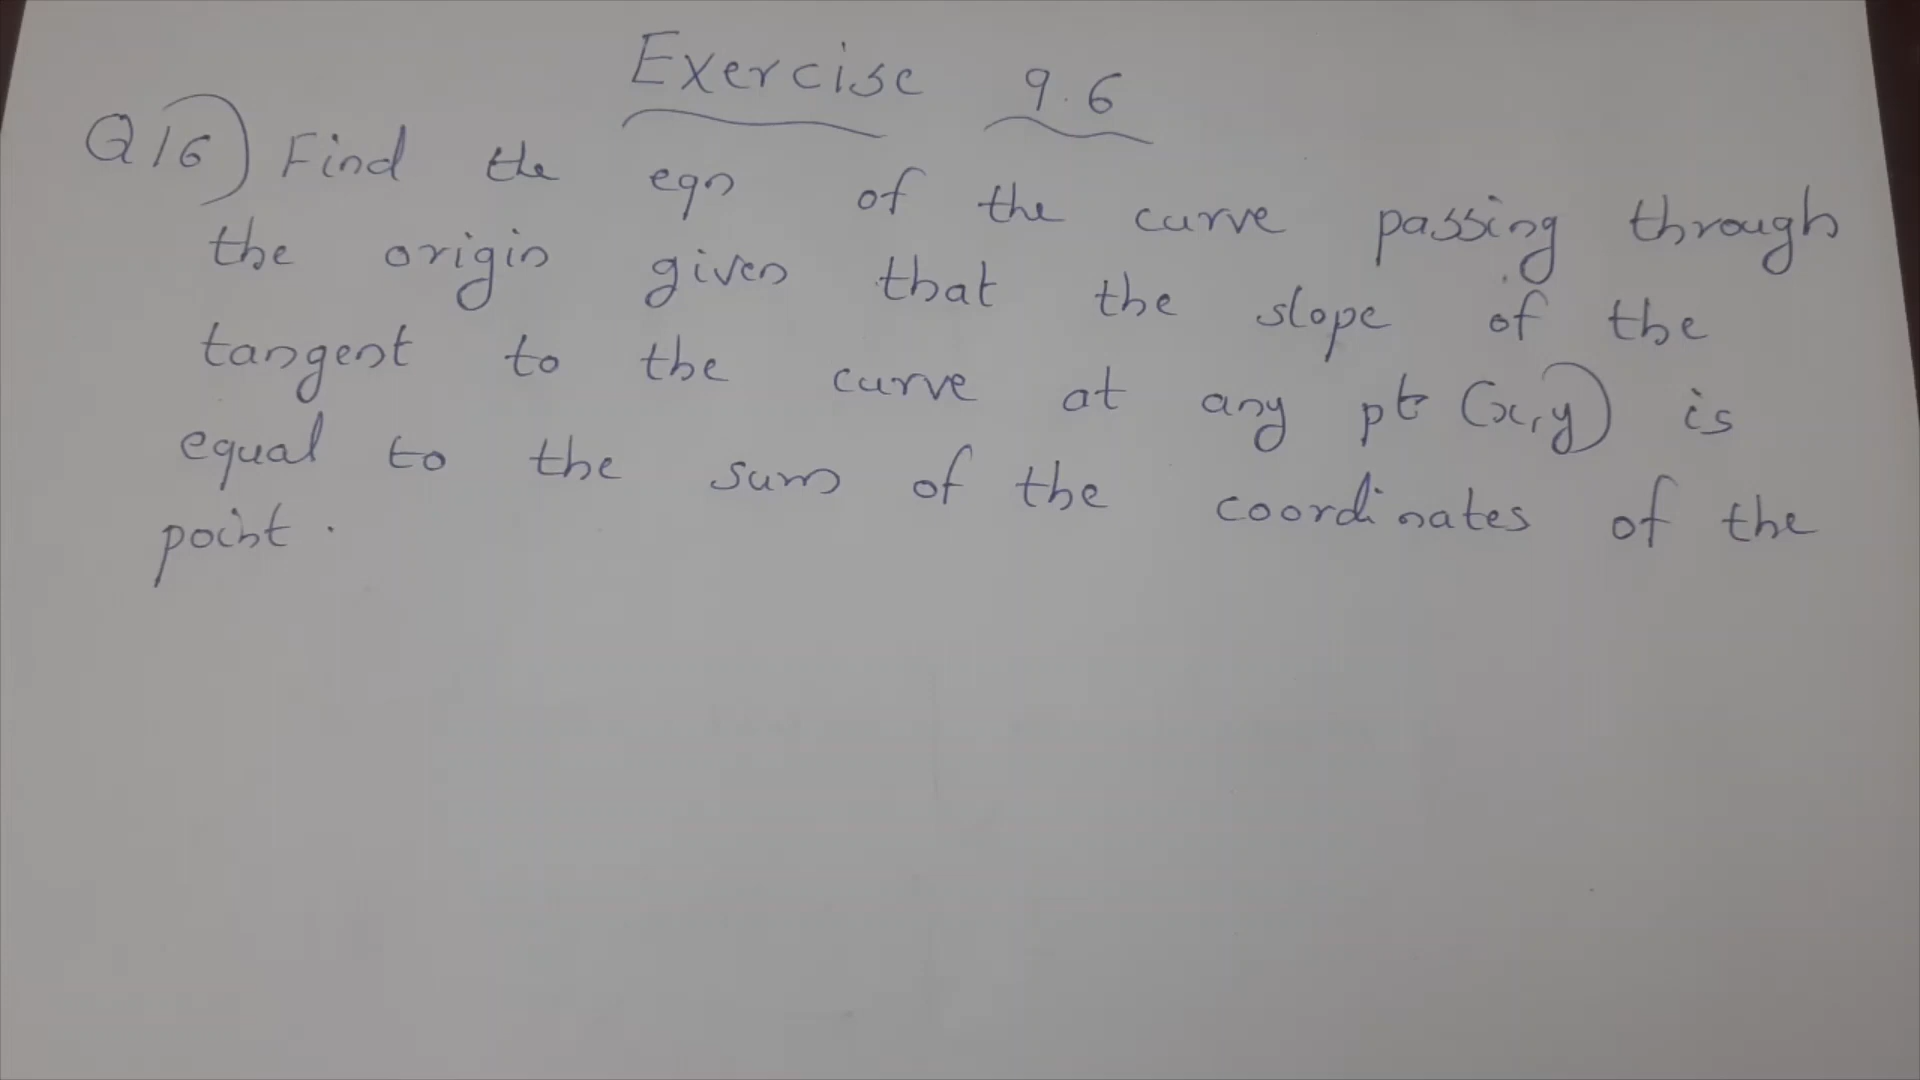 Exercise 9.6
Q16) Find the eqn of the curve passing through
the origin given that the slope of the
tangent to the curve at any pt (x,y) is
equal to the sum of the coordinates of the
point.